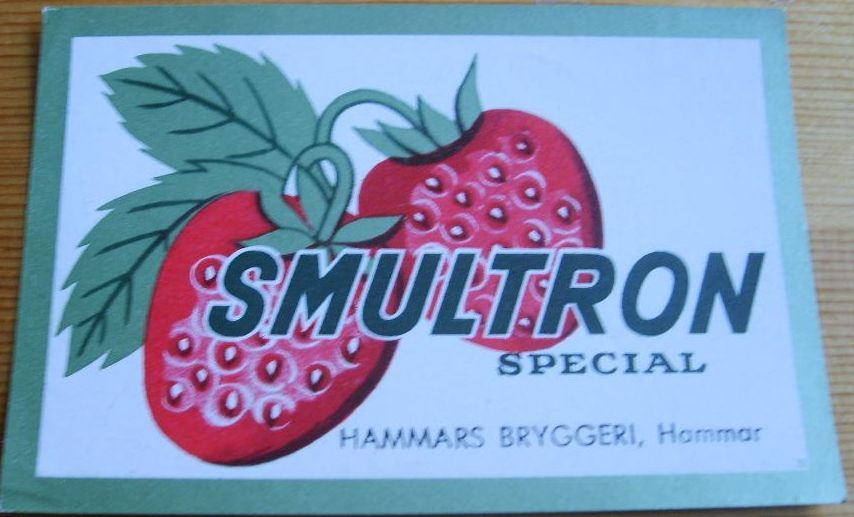 SMULTRON
SPECIAL
HAMMARS BRYGGERI, Hammar